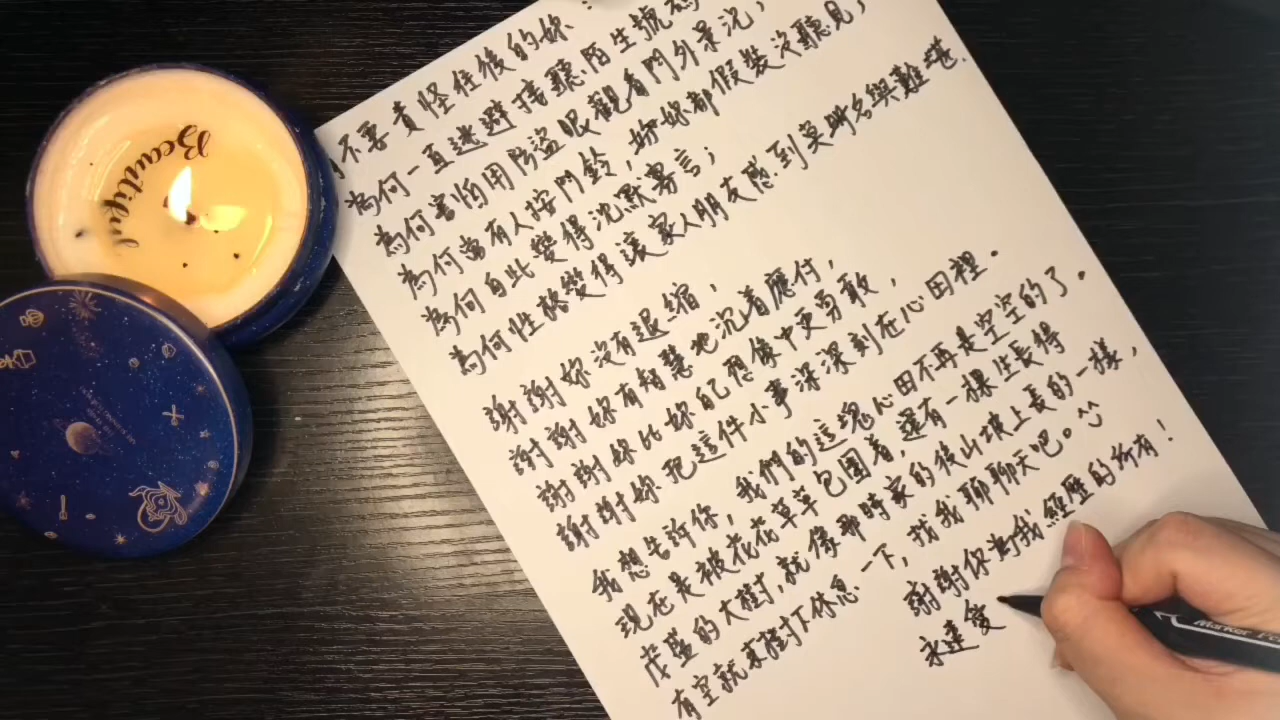 不要責怪往後的妳：
為何一直逃避接聽陌生號碼
為何害怕用防盜眼觀看門外景況，
為何當有人按門鈴，妳妳都假裝沒聽見，
為何自此變得沈默寡言；
為何性格變得讓家人朋友感到莫明其與難堪.
謝謝妳沒有退縮，
謝謝妳有智慧地沉着應付，
謝謝妳比妳自己想像中更勇敢，
謝謝妳把這件小事深深刻在心田裡。
我想告訴你，我們的這塊心田不再是空空的了。
現在是被花花草草包圍着，還有一棵生長得
茂盛的大樹，就像那時家的後山坡上長的一樣，
有空就來樹下休息一下，找我聊聊天吧。^^
謝謝你為我經歷的所有！
永遠愛
Beautiful
Marker Pe